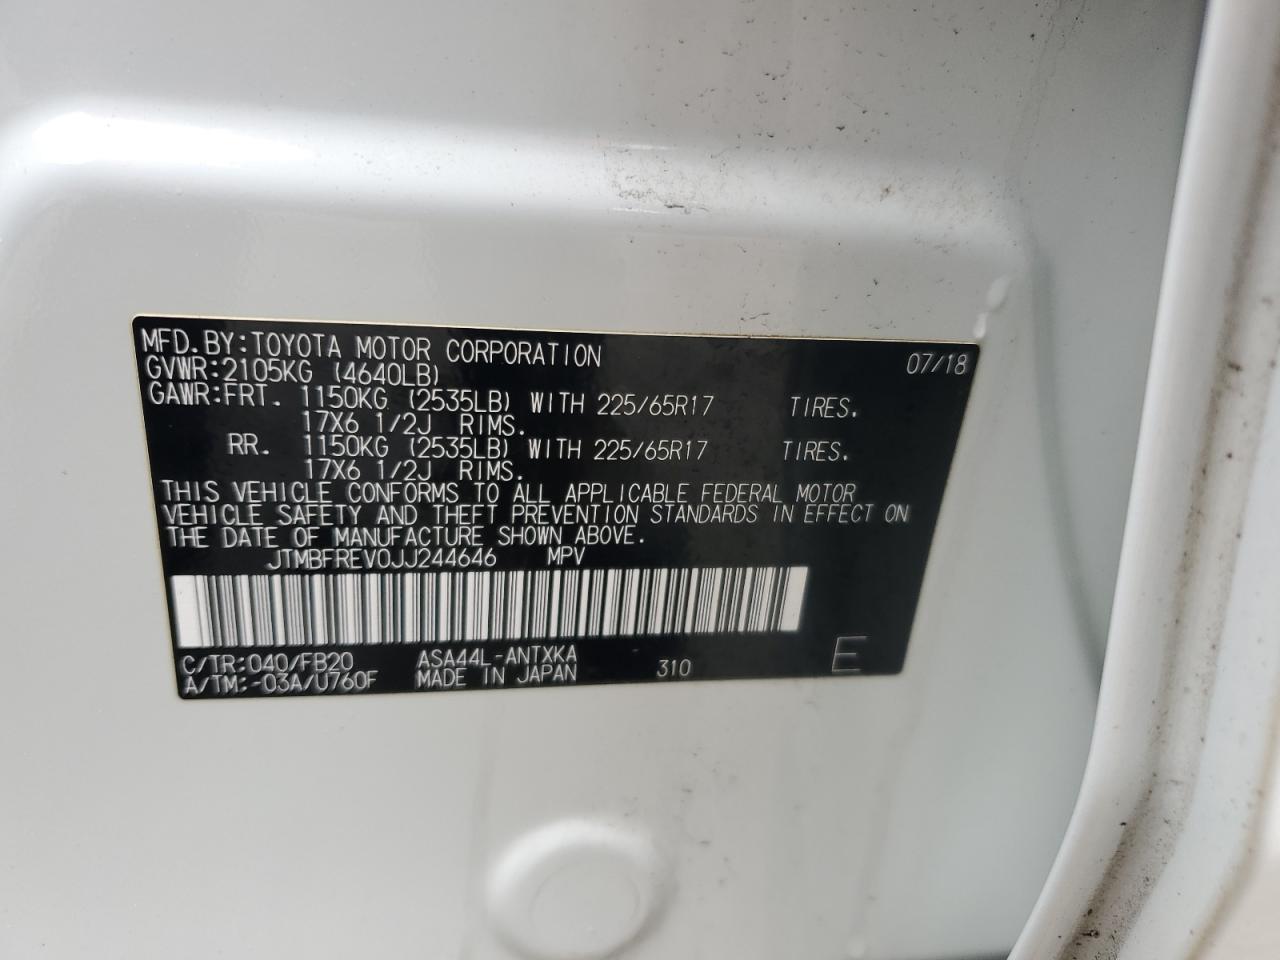 MFD.BY:TOYOTA MOTOR CORPORATION 07/18
GVWR:2105KG (4640LB)
GAWR:FRT. 1150KG (2535LB) WITH 225/65R17 TIRES.
17X6 1/2J RIMS.
RR. 1150KG (2535LB) WITH 225/65R17 TIRES.
17X6 1/2J RIMS.
THIS VEHICLE CONFORMS TO ALL APPLICABLE FEDERAL MOTOR
VEHICLE SAFETY AND THEFT PREVENTION STANDARDS IN EFFECT ON
THE DATE OF MANUFACTURE SHOWN ABOVE.
JTMBFREV0JJ244646 MPV
C/TR:040/FB20 ASA44L-ANTXKA 310 E
A/TM:-03A/U760F MADE IN JAPAN